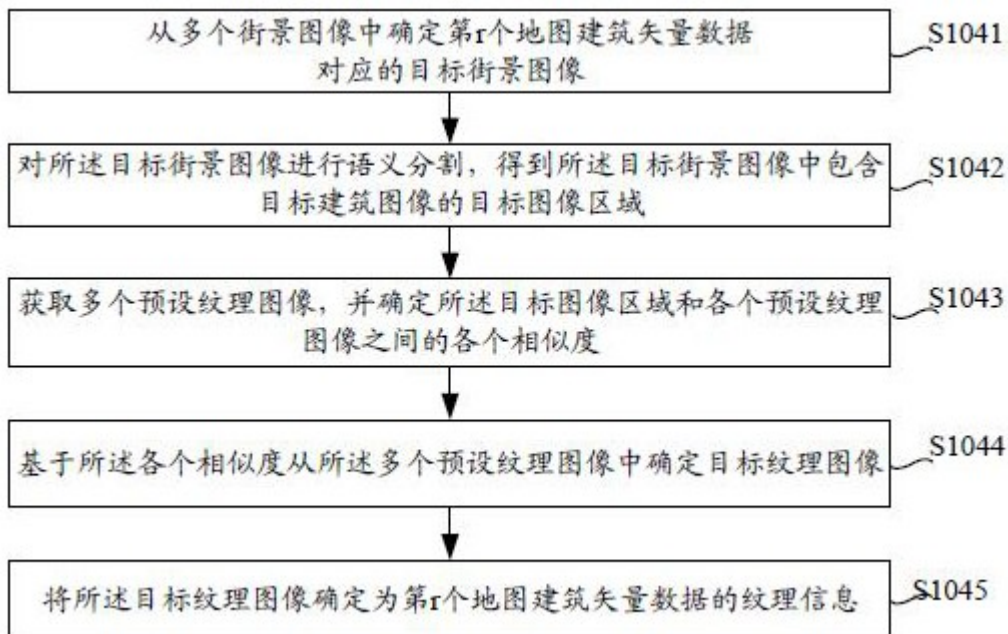 从多个街景图像中确定第r个地图建筑矢量数据
对应的目标街景图像
S1041
对所述目标街景图像进行语义分割，得到所述目标街景图像中包含
目标建筑图像的目标图像区域
S1042
获取多个预设纹理图像，并确定所述目标图像区域和各个预设纹理
图像之间的各个相似度
S1043
基于所述各个相似度从所述多个预设纹理图像中确定目标纹理图像
S1044
将所述目标纹理图像确定为第r个地图建筑矢量数据的纹理信息
S1045